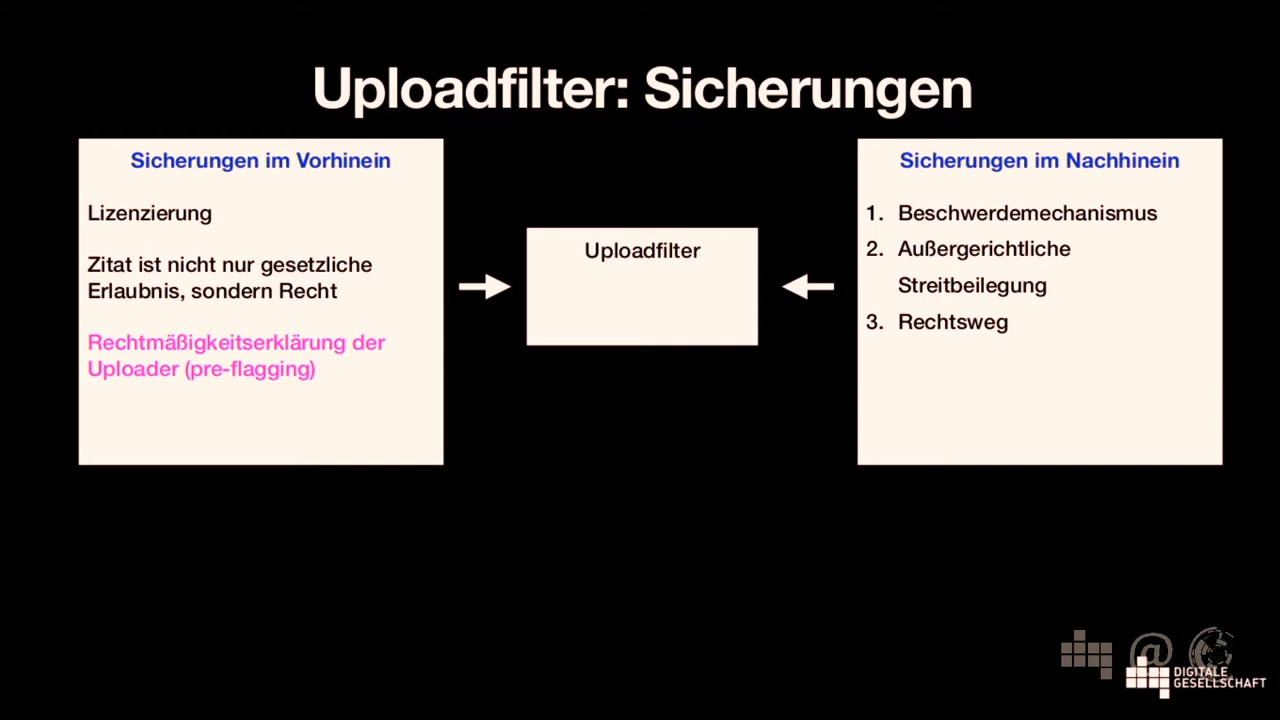 Uploadfilter: Sicherungen
Sicherungen im Vorhinein
Lizenzierung
Zitat ist nicht nur gesetzliche
Erlaubnis, sondern Recht
Rechtmäßigkeitserklärung der
Uploader (pre-flagging)
Uploadfilter
Sicherungen im Nachhinein
1. Beschwerdemechanismus
2. Außergerichtliche
Streitbeilegung
3. Rechtsweg
@
DIGITALE
GESELLSCHAFT